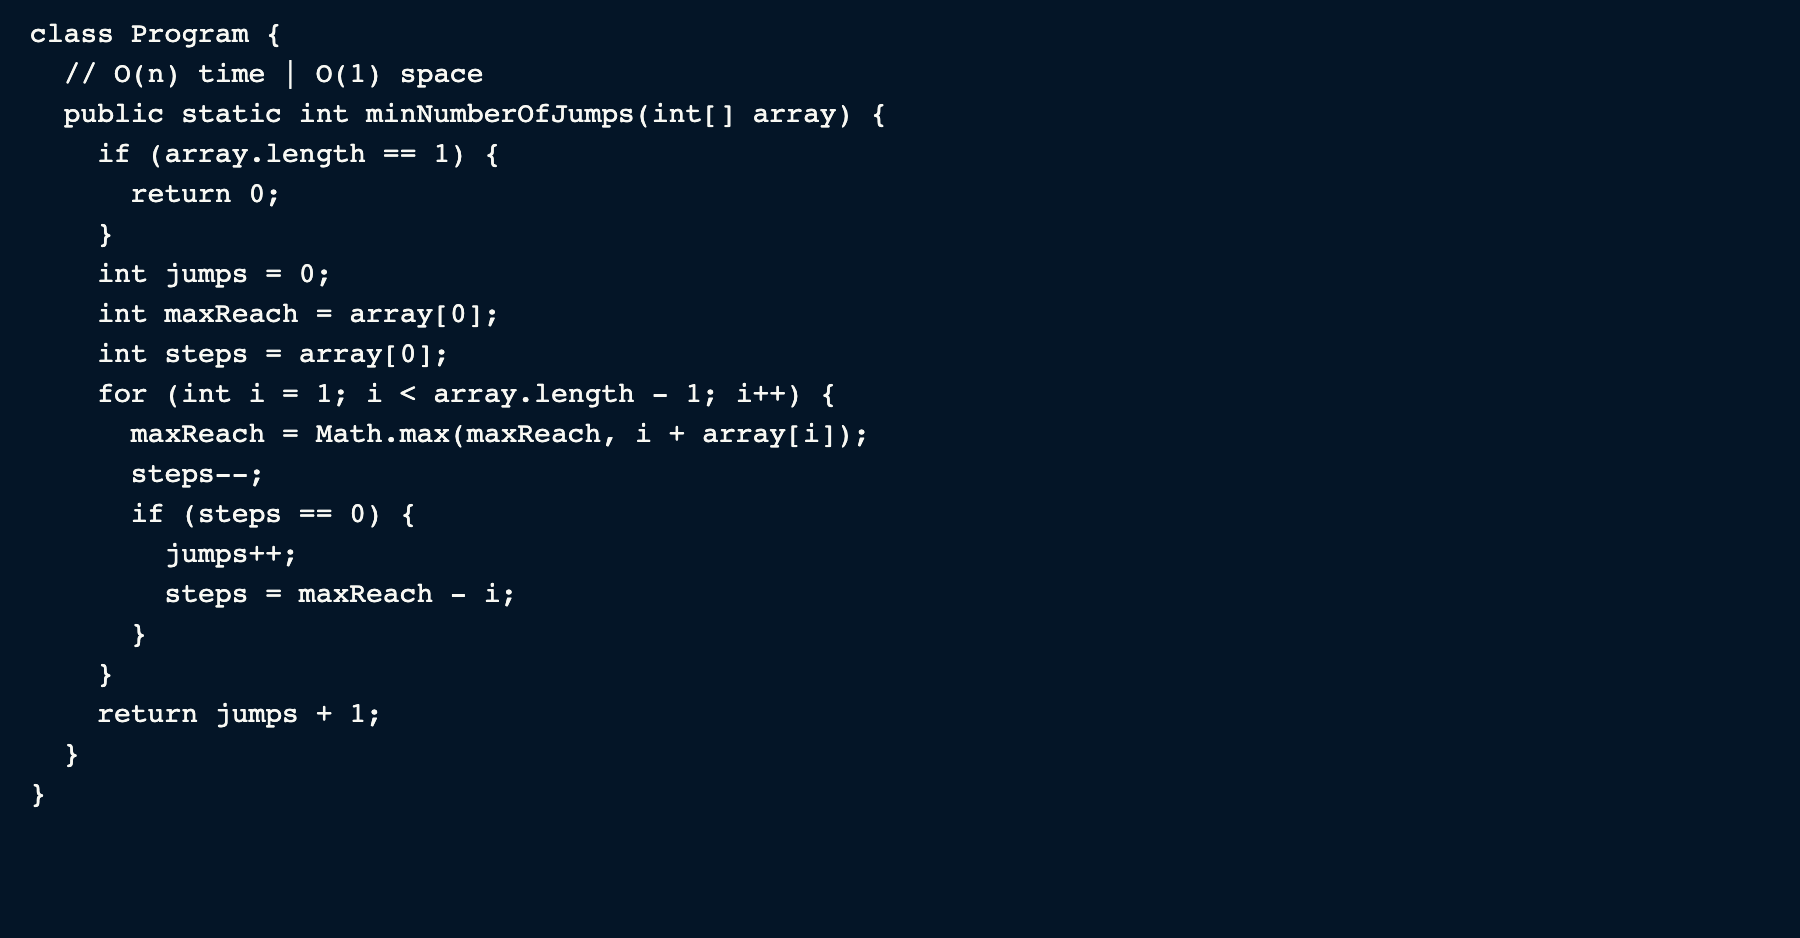 class Program {
  // O(n) time | O(1) space
  public static int minNumberOfJumps(int[] array) {
    if (array.length == 1) {
      return 0;
    }
    int jumps = 0;
    int maxReach = array[0];
    int steps = array[0];
    for (int i = 1; i < array.length - 1; i++) {
      maxReach = Math.max(maxReach, i + array[i]);
      steps--;
      if (steps == 0) {
        jumps++;
        steps = maxReach - i;
      }
    }
    return jumps + 1;
  }
}